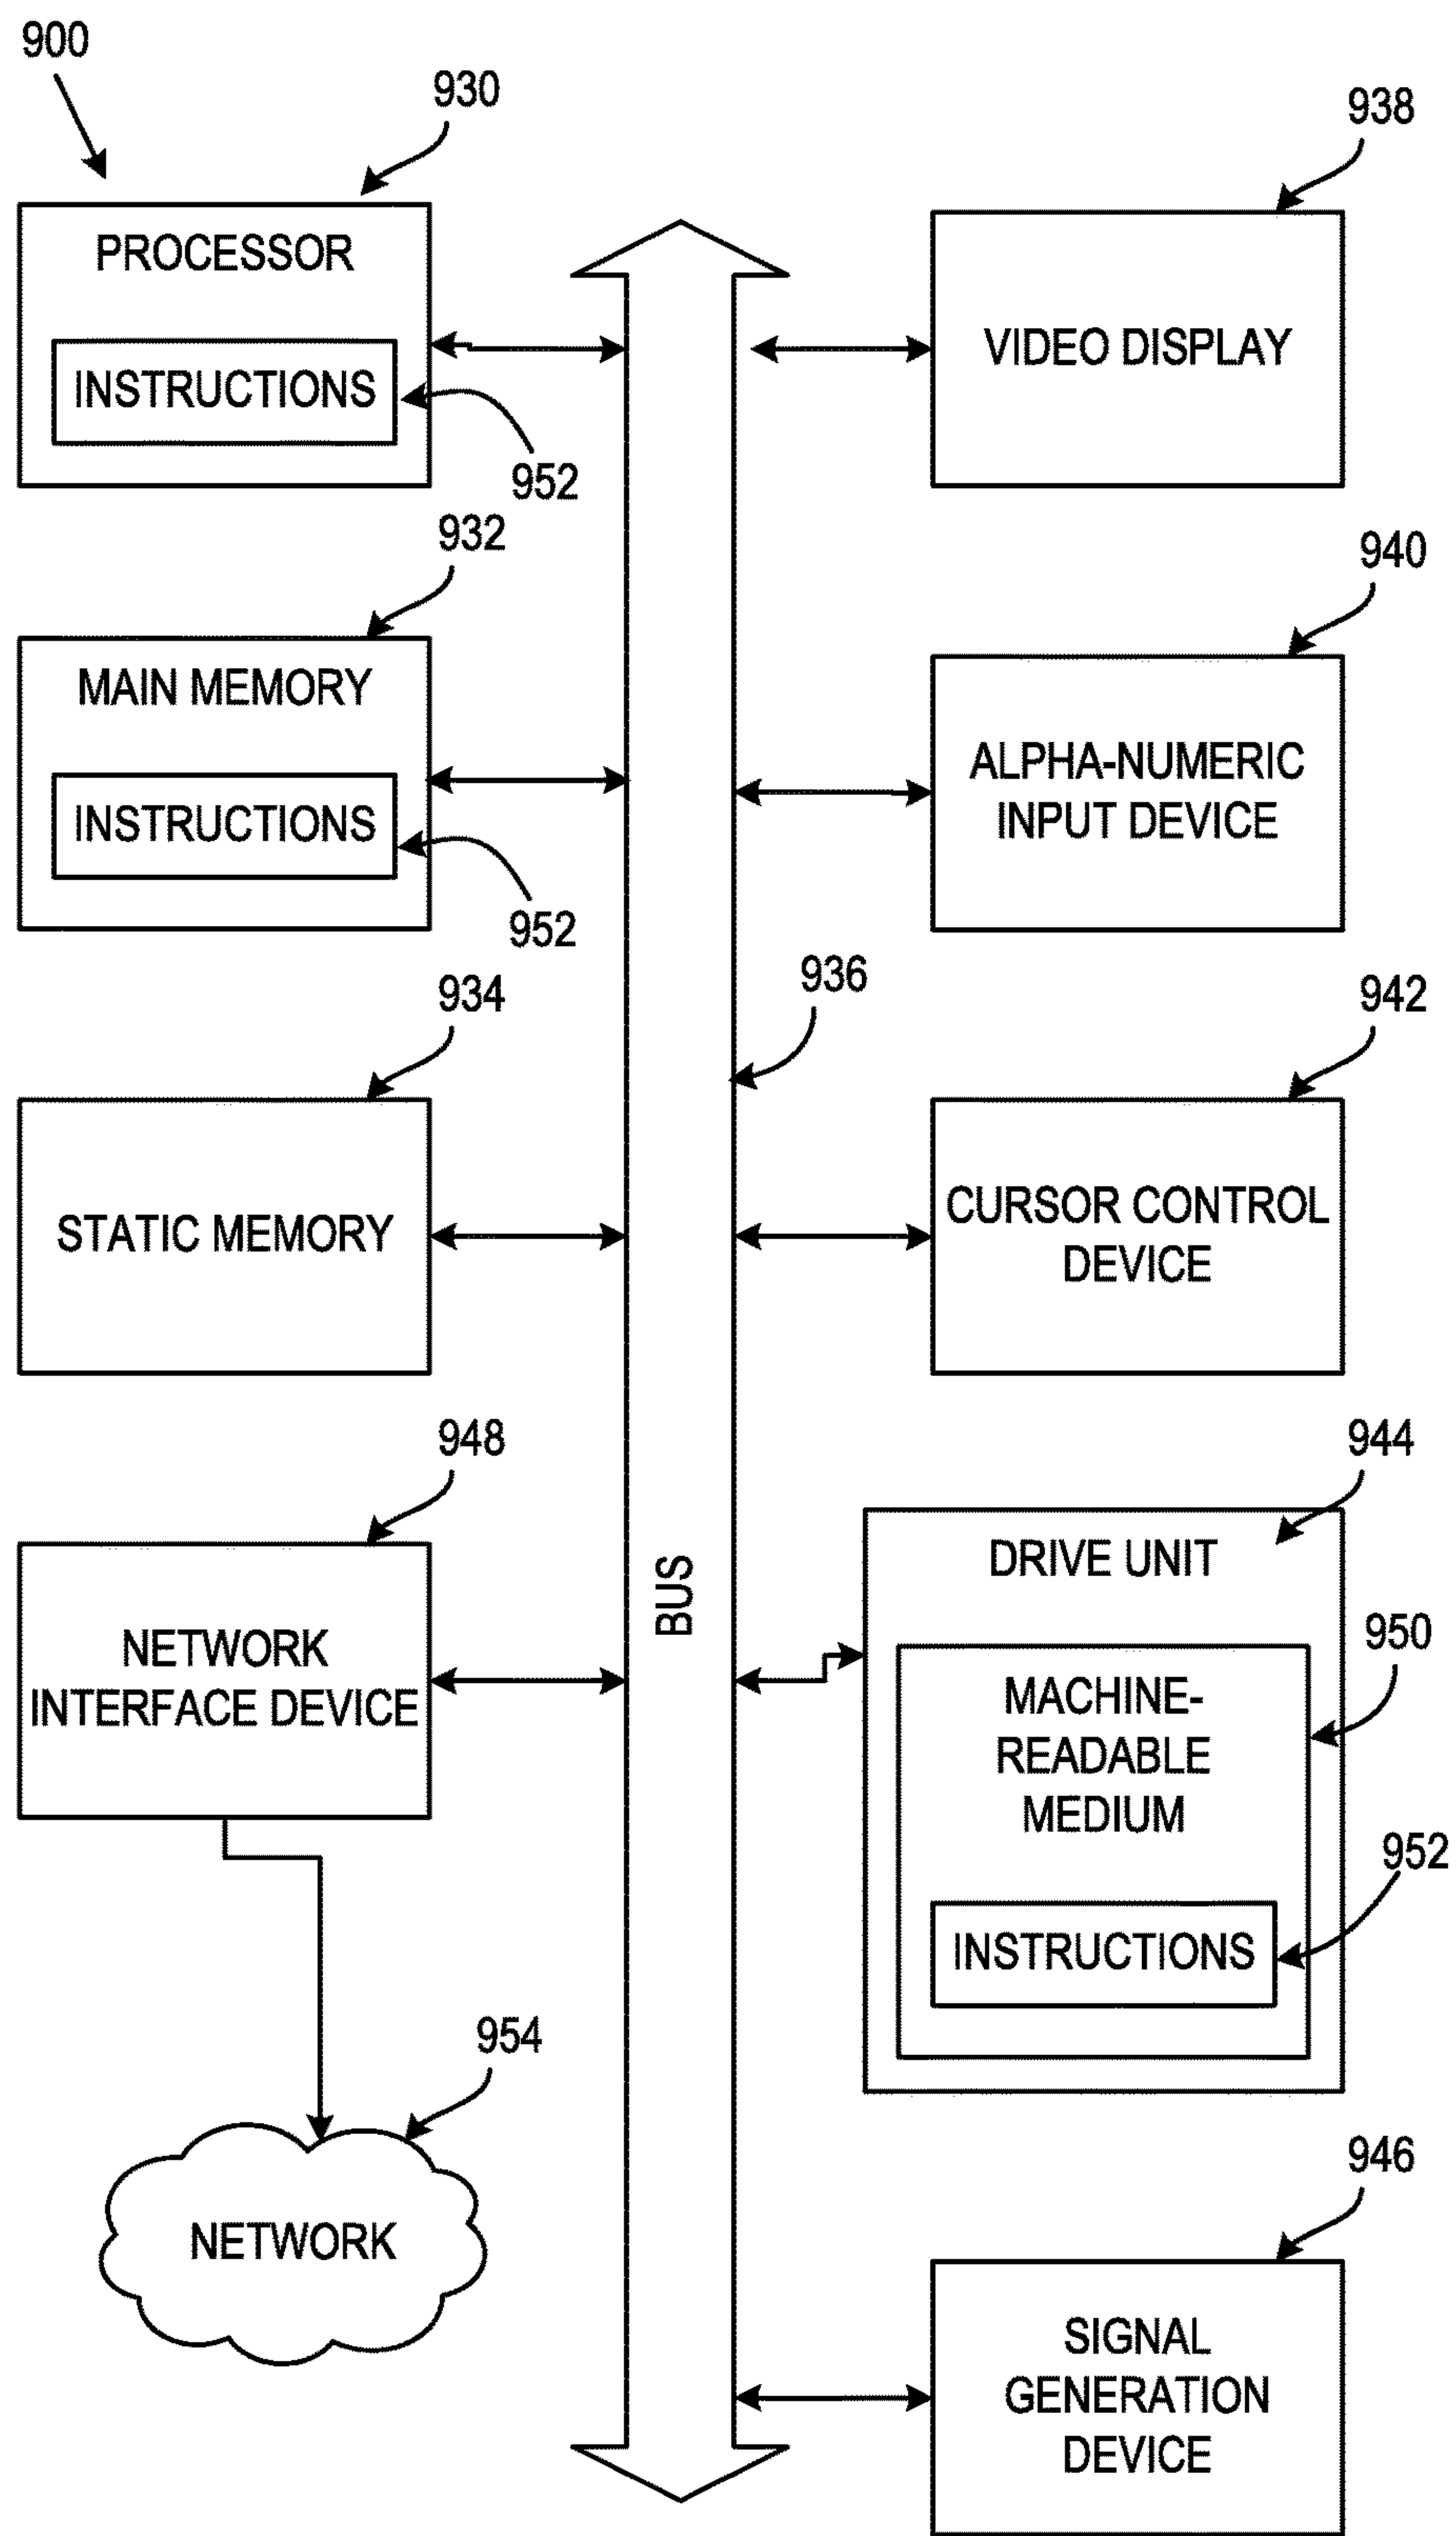 900
930
PROCESSOR
INSTRUCTIONS
952
932
MAIN MEMORY
INSTRUCTIONS
952
934
STATIC MEMORY
948
NETWORK
INTERFACE DEVICE
954
NETWORK
936
BUS
938
VIDEO DISPLAY
940
ALPHA-NUMERIC
INPUT DEVICE
942
CURSOR CONTROL
DEVICE
944
DRIVE UNIT
950
MACHINE-
READABLE
MEDIUM
952
INSTRUCTIONS
946
SIGNAL
GENERATION
DEVICE